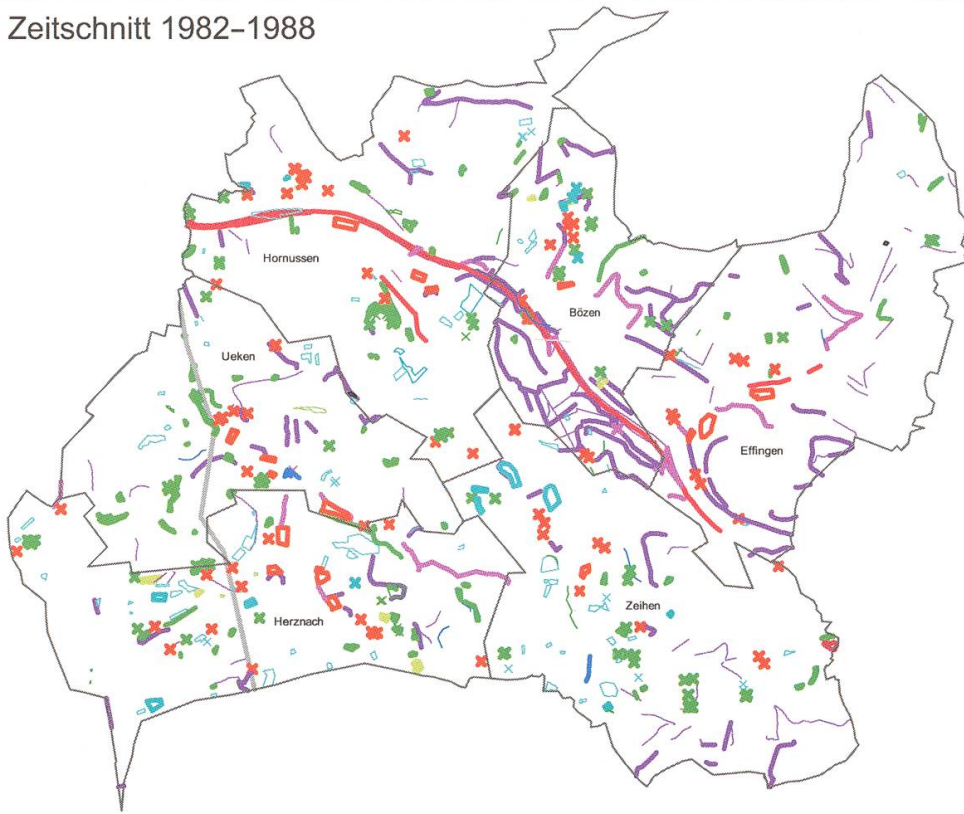 Zeitschnitt 1982–1988
Hornussen
Bözen
Ueken
Effingen
Zeihen
Herznach